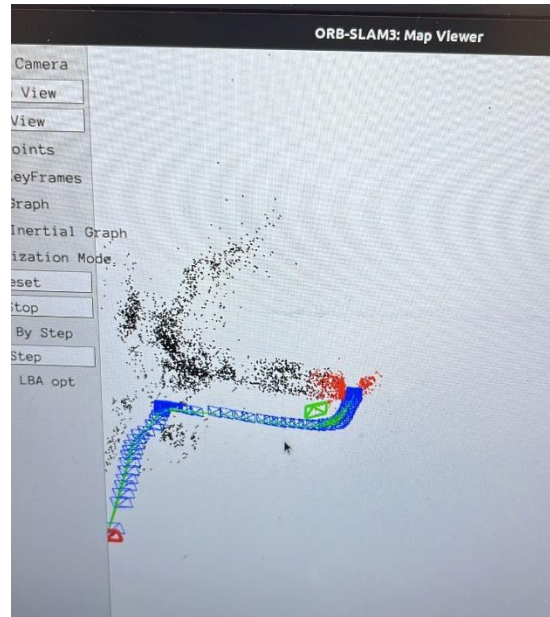 ORB-SLAM3: Map Viewer
Camera
View
View
oints
eyFrames
Graph
Inertial Graph
ization Mode
eset
top
By Step
Step
LBA opt